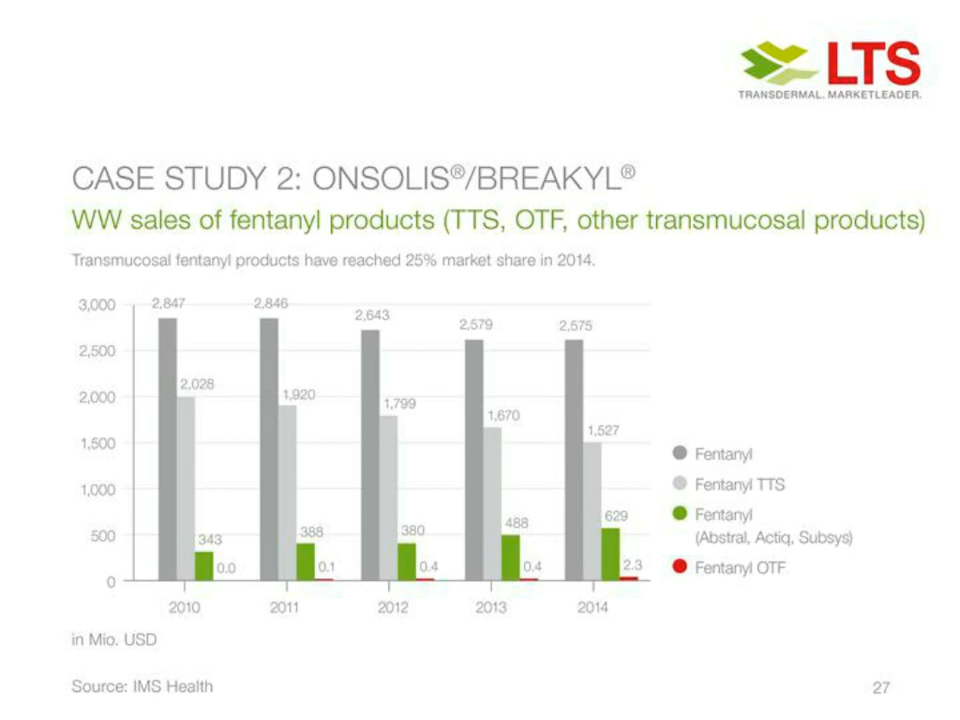 LTS
TRANSDERMAL. MARKETLEADER.
CASE STUDY 2: ONSOLIS®/BREAKYL®
WW sales of fentanyl products (TTS, OTF, other transmucosal products)
Transmucosal fentanyl products have reached 25% market share in 2014.
3,000
2,500
2,000
1,500
1,000
500
0
2,847
2,028
343
0.0
2,846
1,920
388
0.1
2,643
1,799
380
0.4
2,579
1,670
488
0.4
2,575
1,527
629
2.3
2010
2011
2012
2013
2014
Fentanyl
Fentanyl TTS
Fentanyl
(Abstral, Actiq, Subsys)
Fentanyl OTF
in Mio. USD
Source: IMS Health
27